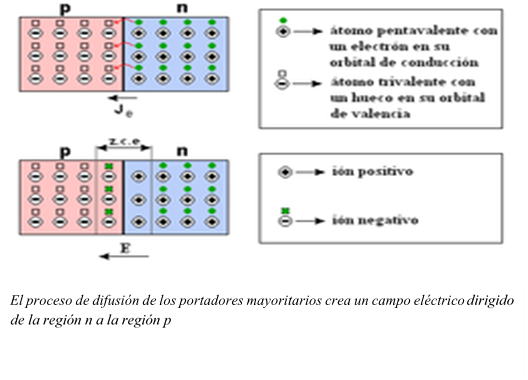 p n
átomo pentavalente con
un electrón en su
orbital de conducción
átomo trivalente con
un hueco en su orbital
de valencia
Je
z.c.e
p n
ión positivo
ión negativo
E
El proceso de difusión de los portadores mayoritarios crea un campo eléctrico dirigido
de la región n a la región p